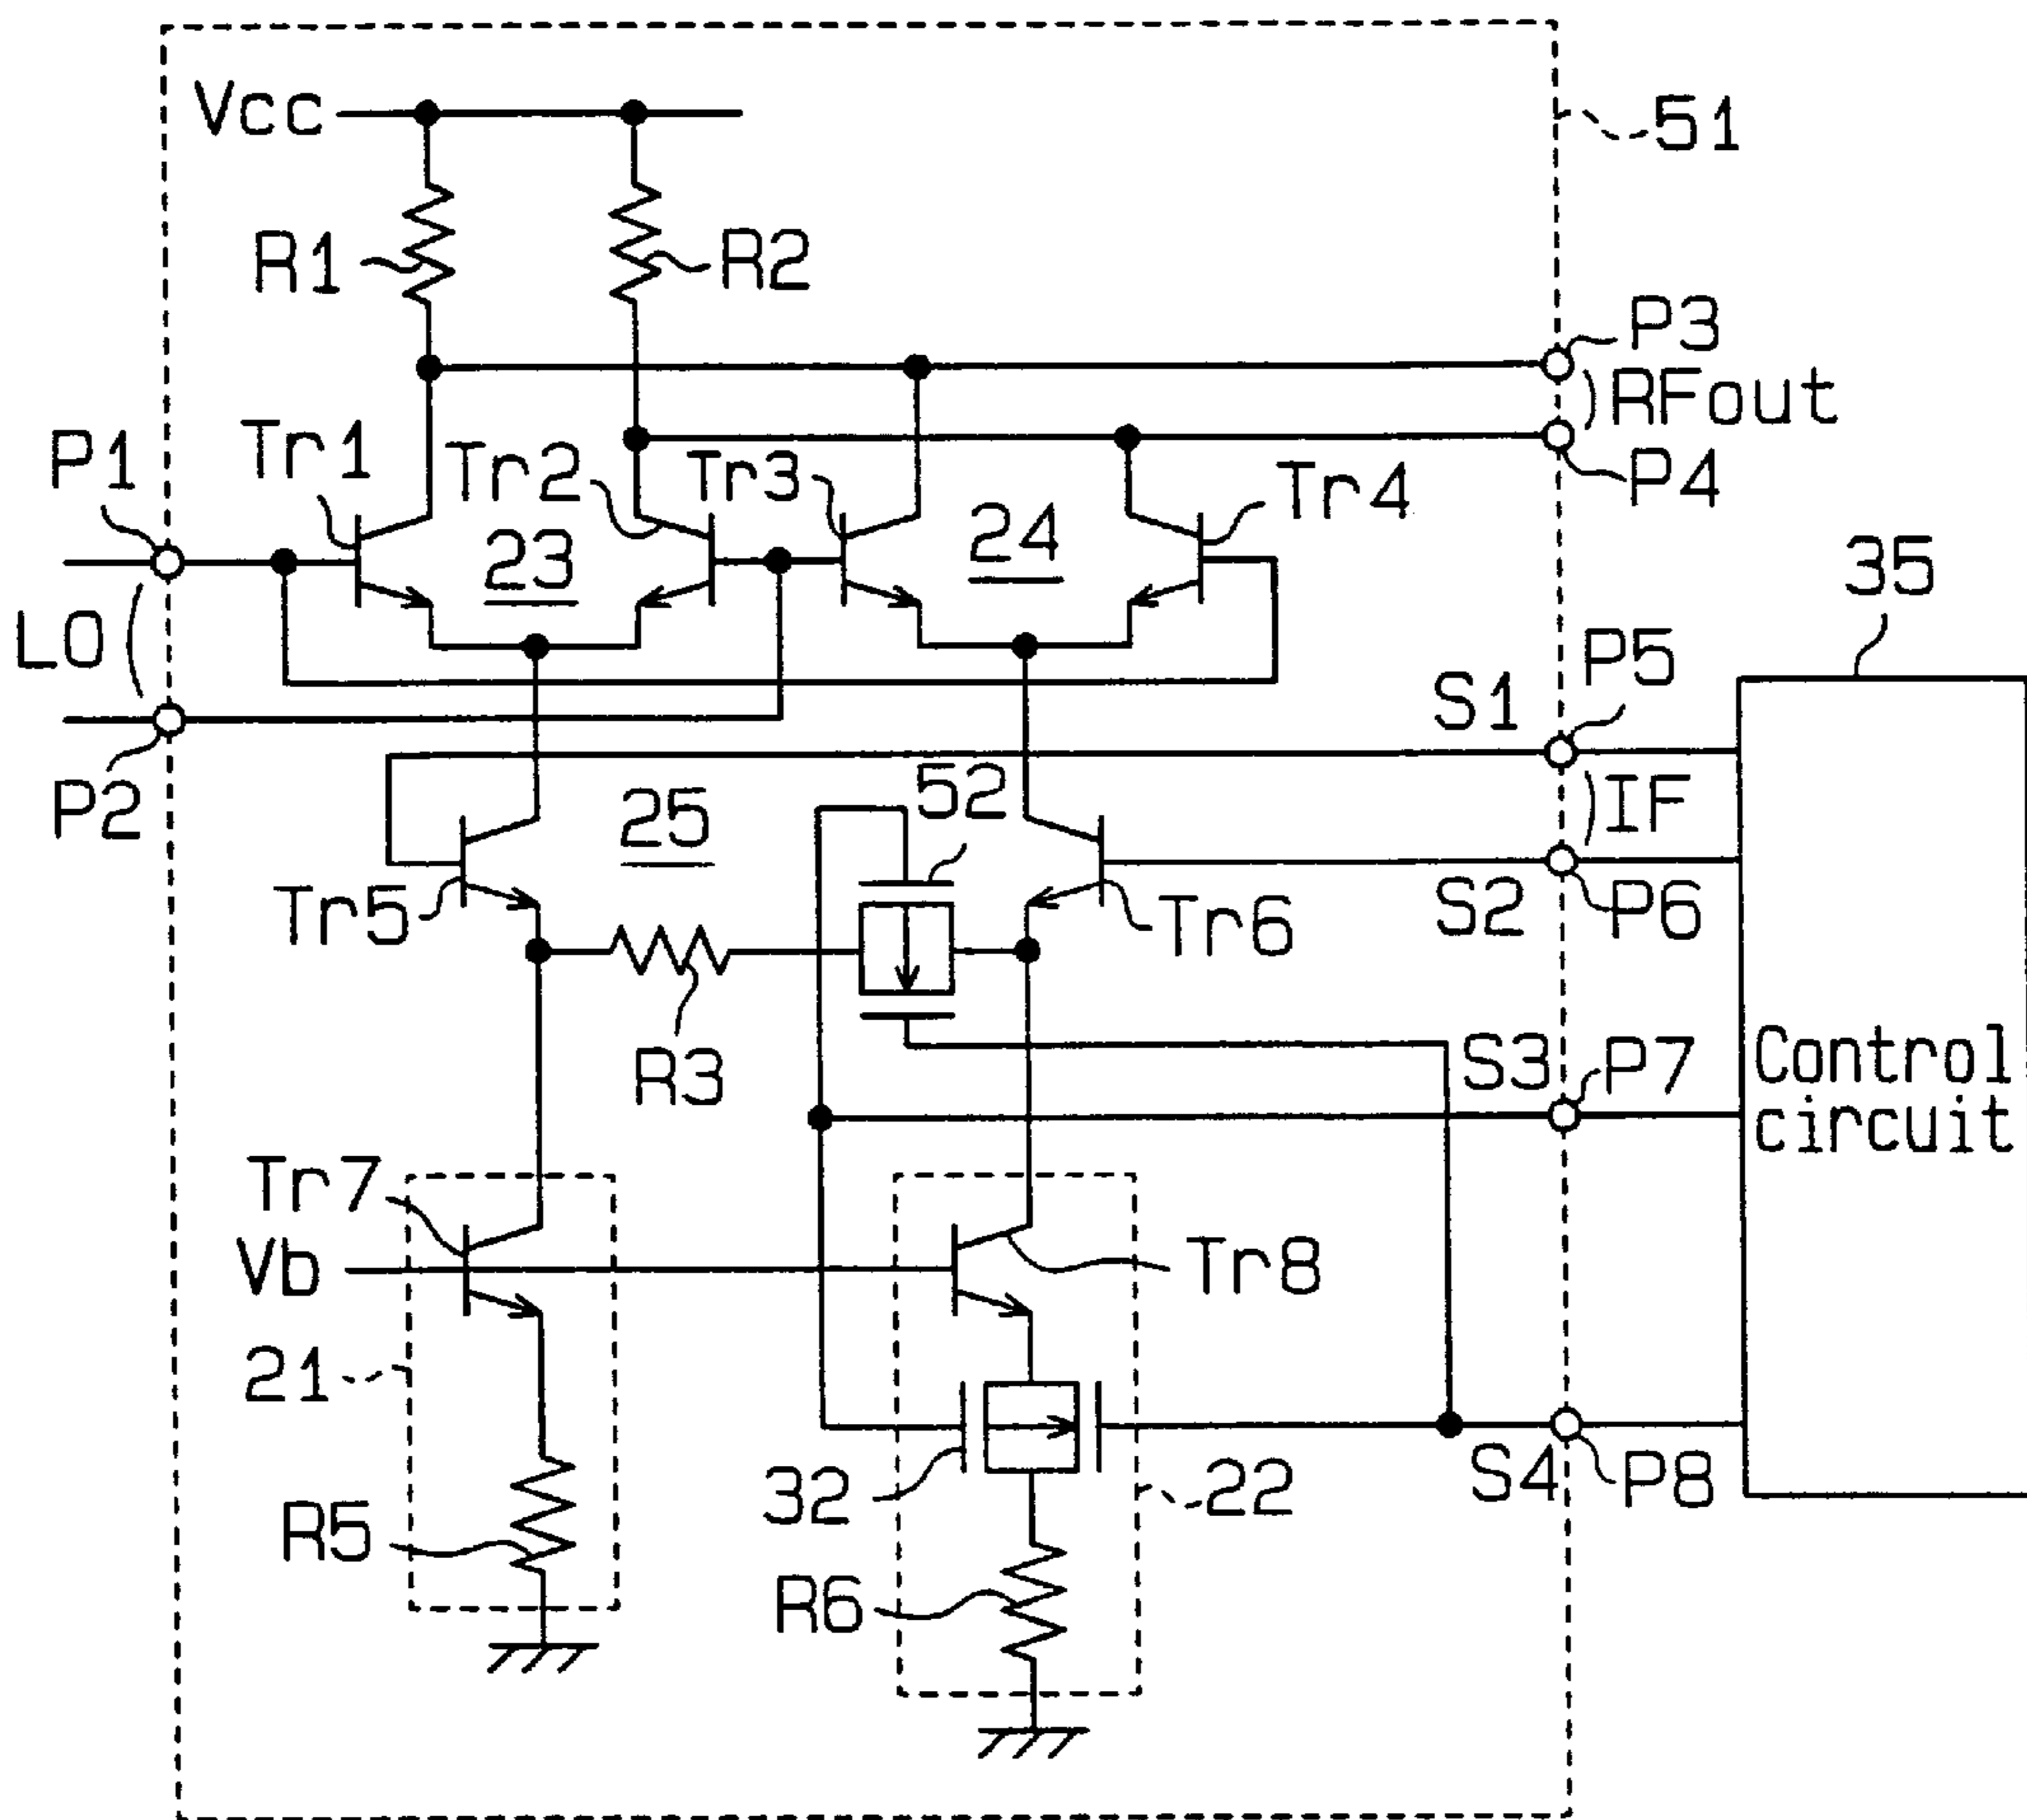 Vcc
51
R1
R2
P3
RFout
P4
P1
Tr1
Tr2
Tr3
Tr4
23
24
35
LO
P5
S1
P2
25
52
IF
Tr5
Tr6
S2
P6
R3
S3
P7
Control
circuit
Tr7
Vb
Tr8
21
32
22
S4
P8
R5
R6